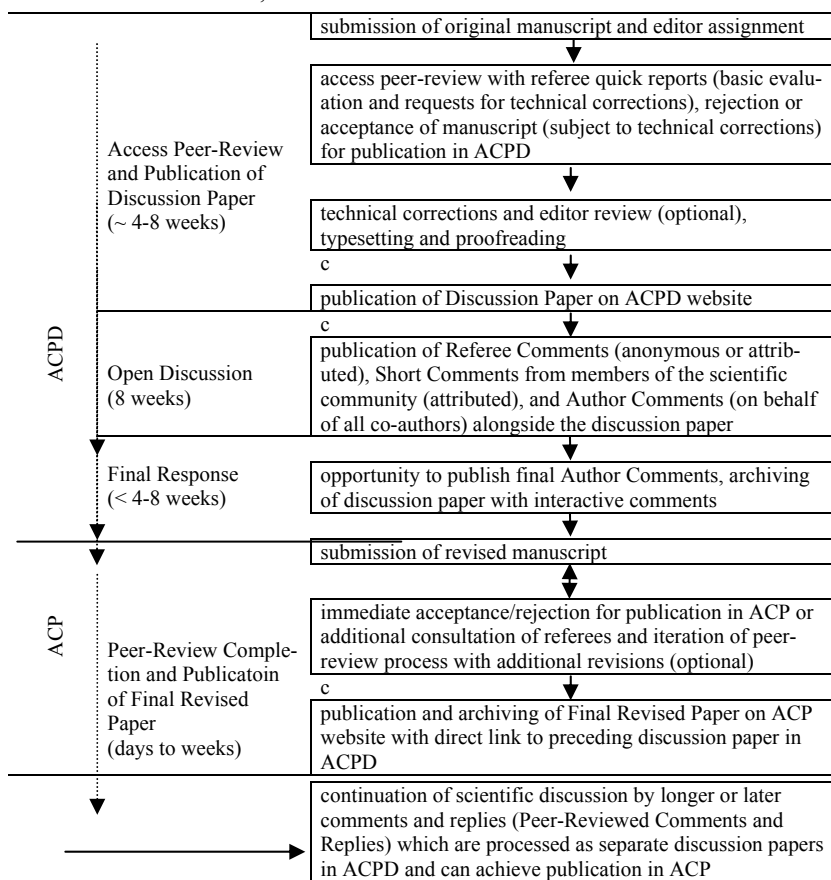 submission of original manuscript and editor assignment
access peer-review with referee quick reports (basic evalu-
ation and requests for technical corrections), rejection or
acceptance of manuscript (subject to technical corrections)
for publication in ACPD
Access Peer-Review
and Publication of
Discussion Paper
(~ 4-8 weeks)
technical corrections and editor review (optional),
typesetting and proofreading
c
publication of Discussion Paper on ACPD website
c
ACPD
Open Discussion
(8 weeks)
publication of Referee Comments (anonymous or attrib-
uted), Short Comments from members of the scientific
community (attributed), and Author Comments (on behalf
of all co-authors) alongside the discussion paper
Final Response
(< 4-8 weeks)
opportunity to publish final Author Comments, archiving
of discussion paper with interactive comments
submission of revised manuscript
ACP
Peer-Review Comple-
tion and Publicatoin
of Final Revised
Paper
(days to weeks)
immediate acceptance/rejection for publication in ACP or
additional consultation of referees and iteration of peer-
review process with additional revisions (optional)
c
publication and archiving of Final Revised Paper on ACP
website with direct link to preceding discussion paper in
ACPD
continuation of scientific discussion by longer or later
comments and replies (Peer-Reviewed Comments and
Replies) which are processed as separate discussion papers
in ACPD and can achieve publication in ACP